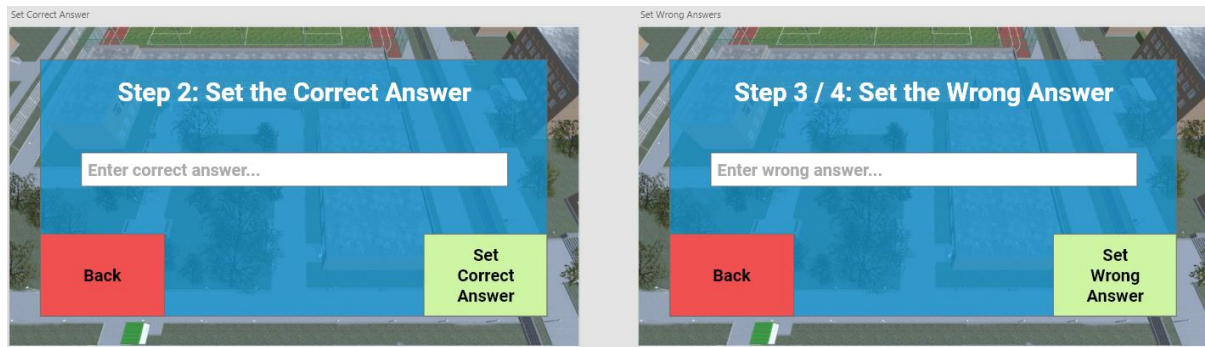 Set Correct Answer
Step 2: Set the Correct Answer
Enter correct answer...
Back
Set
Correct
Answer
Set Wrong Answers
Step 3 / 4: Set the Wrong Answer
Enter wrong answer...
Back
Set
Wrong
Answer